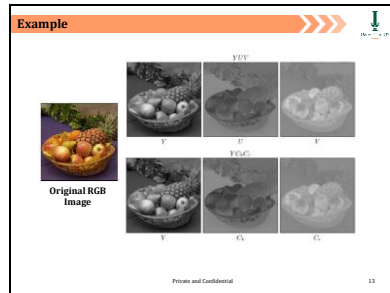 Example
YUV
Y U V
Original RGB
Image
YCbCr
Y Cb Cr
Private and Confidential 13